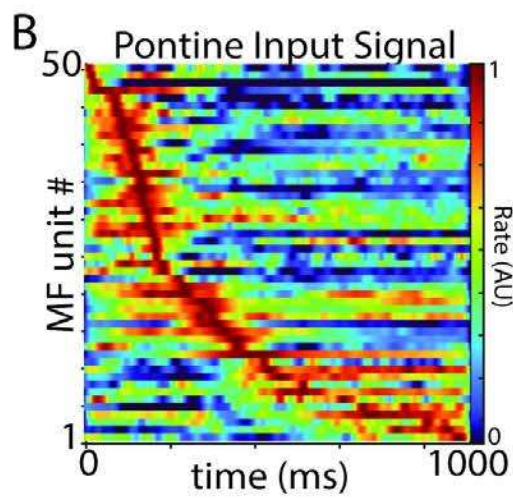 B
Pontine Input Signal
50
MF unit #
1
0
time (ms)
1000
1
Rate (AU)
0